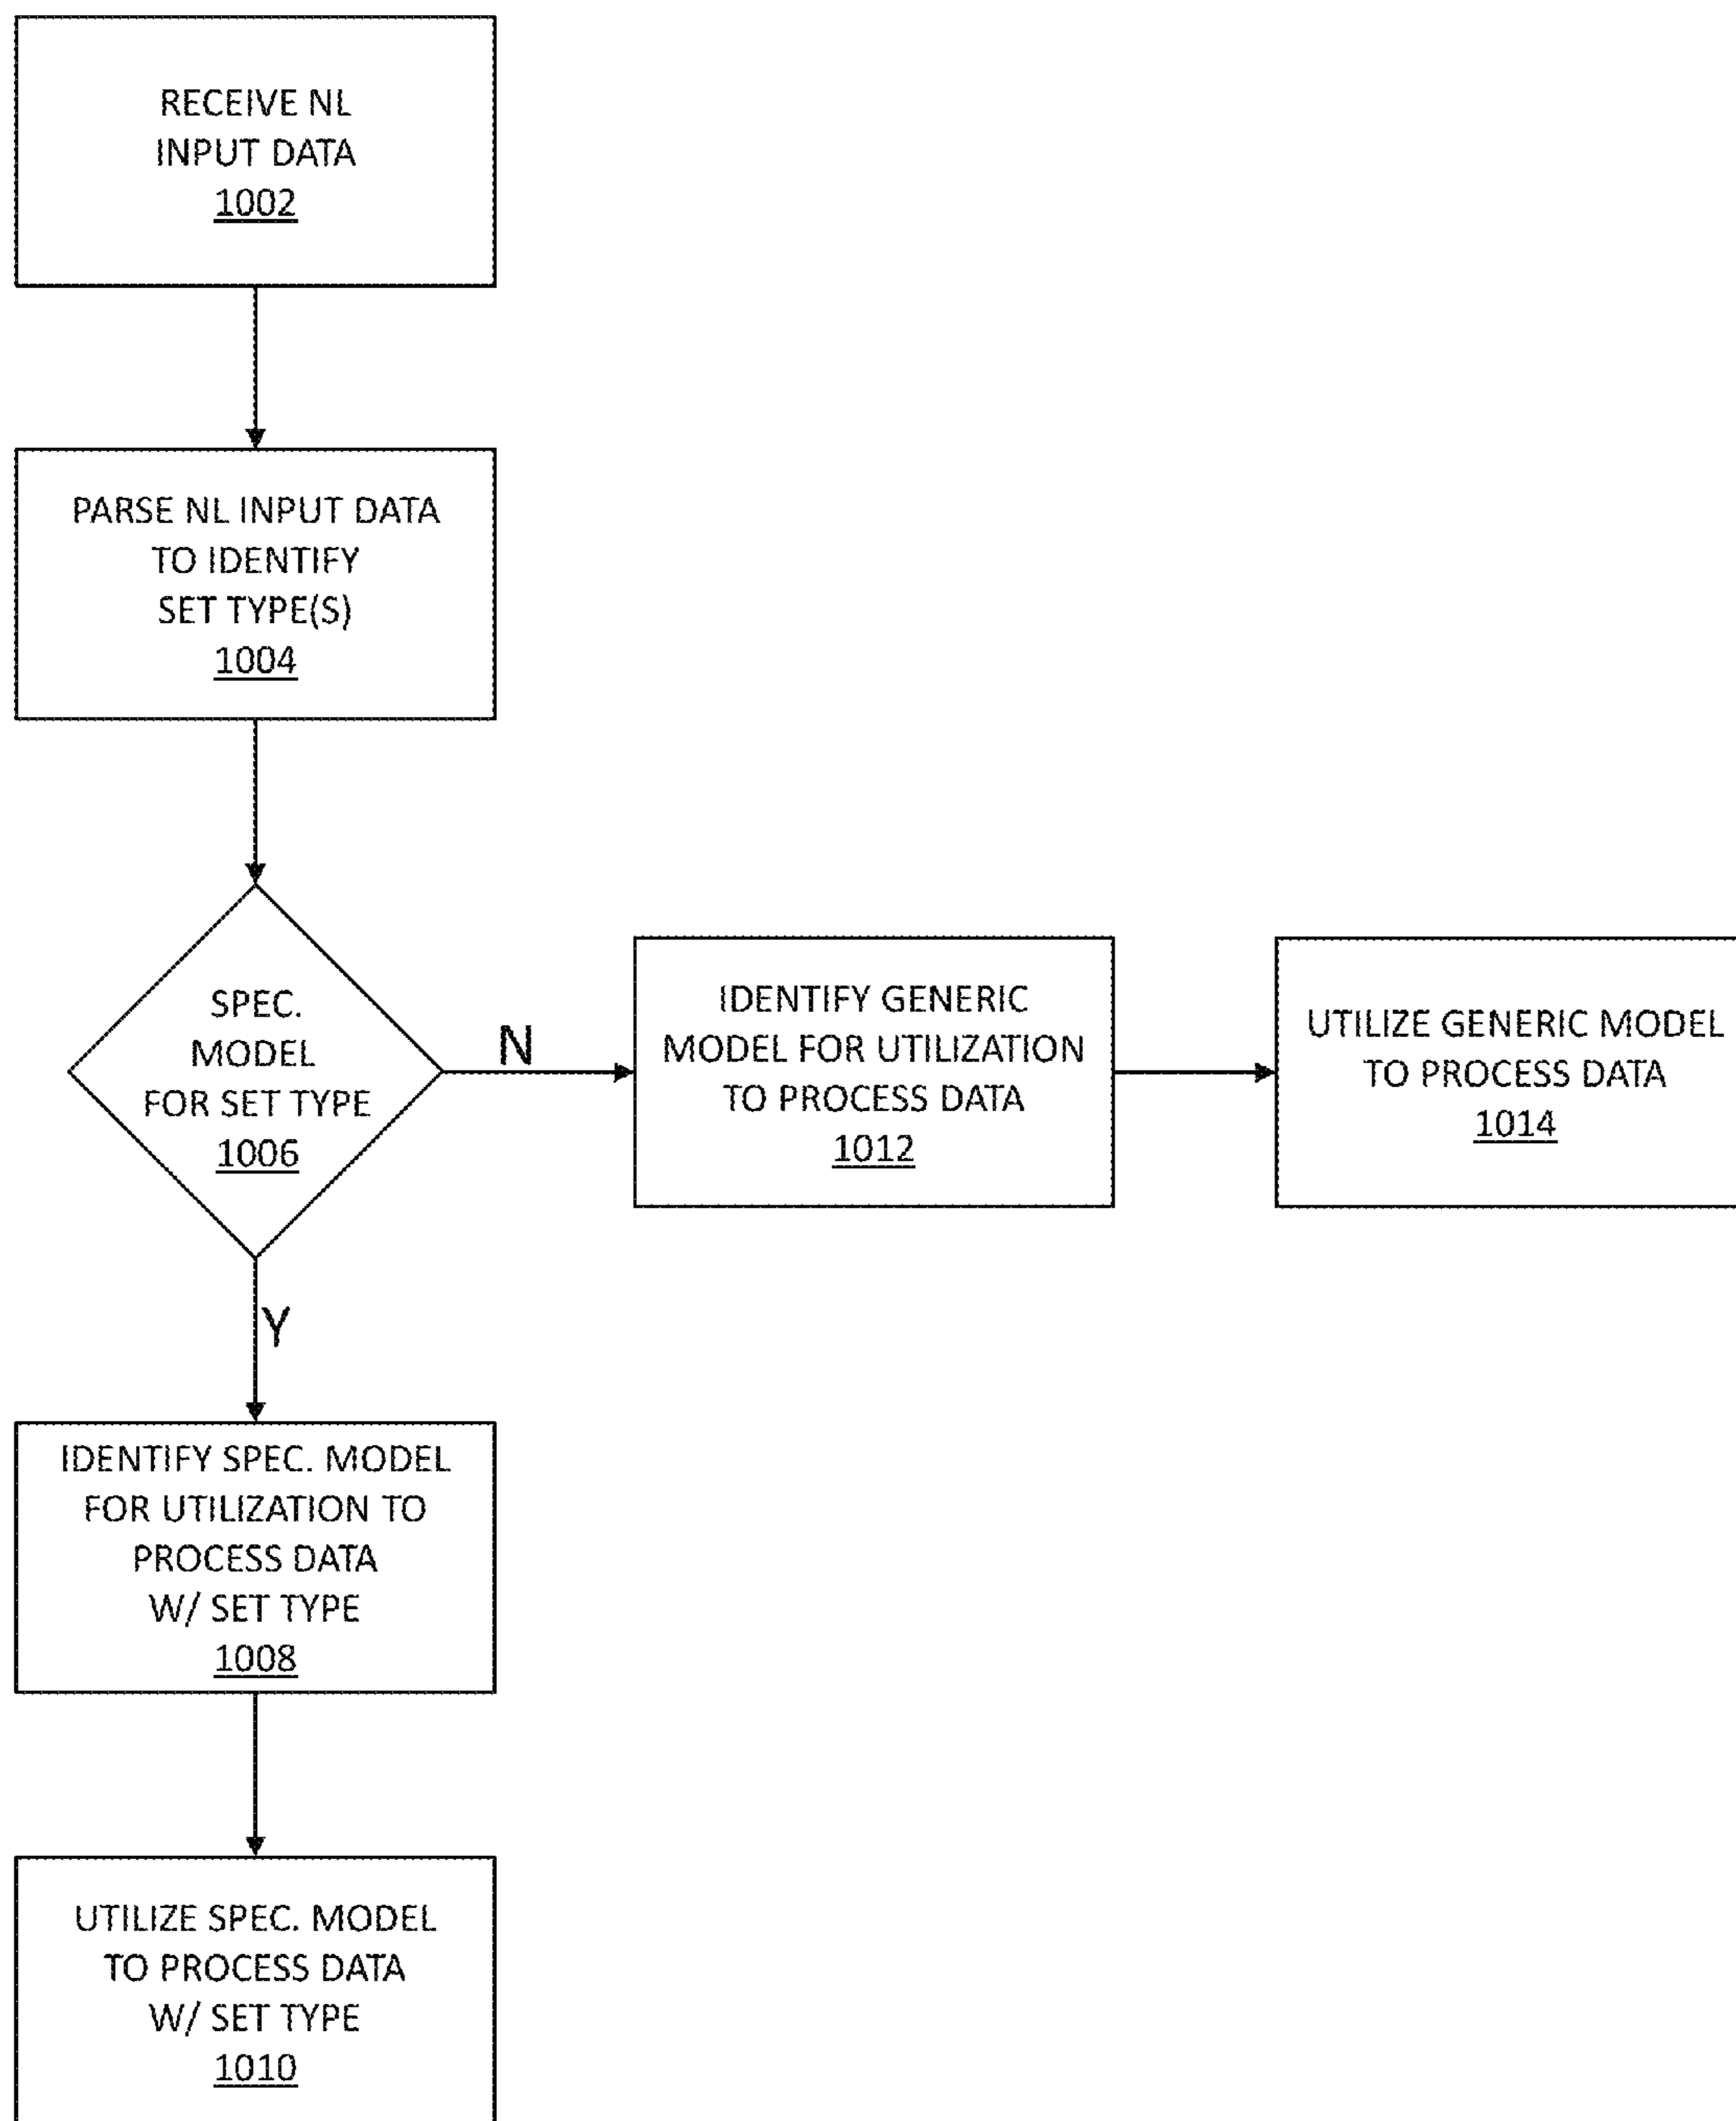 RECEIVE NL
INPUT DATA
1002
PARSE NL INPUT DATA
TO IDENTIFY
SET TYPE(S)
1004
SPEC.
MODEL
FOR SET TYPE
1006
N
IDENTIFY GENERIC
MODEL FOR UTILIZATION
TO PROCESS DATA
1012
UTILIZE GENERIC MODEL
TO PROCESS DATA
1014
Y
IDENTIFY SPEC. MODEL
FOR UTILIZATION TO
PROCESS DATA
W/ SET TYPE
1008
UTILIZE SPEC. MODEL
TO PROCESS DATA
W/ SET TYPE
1010